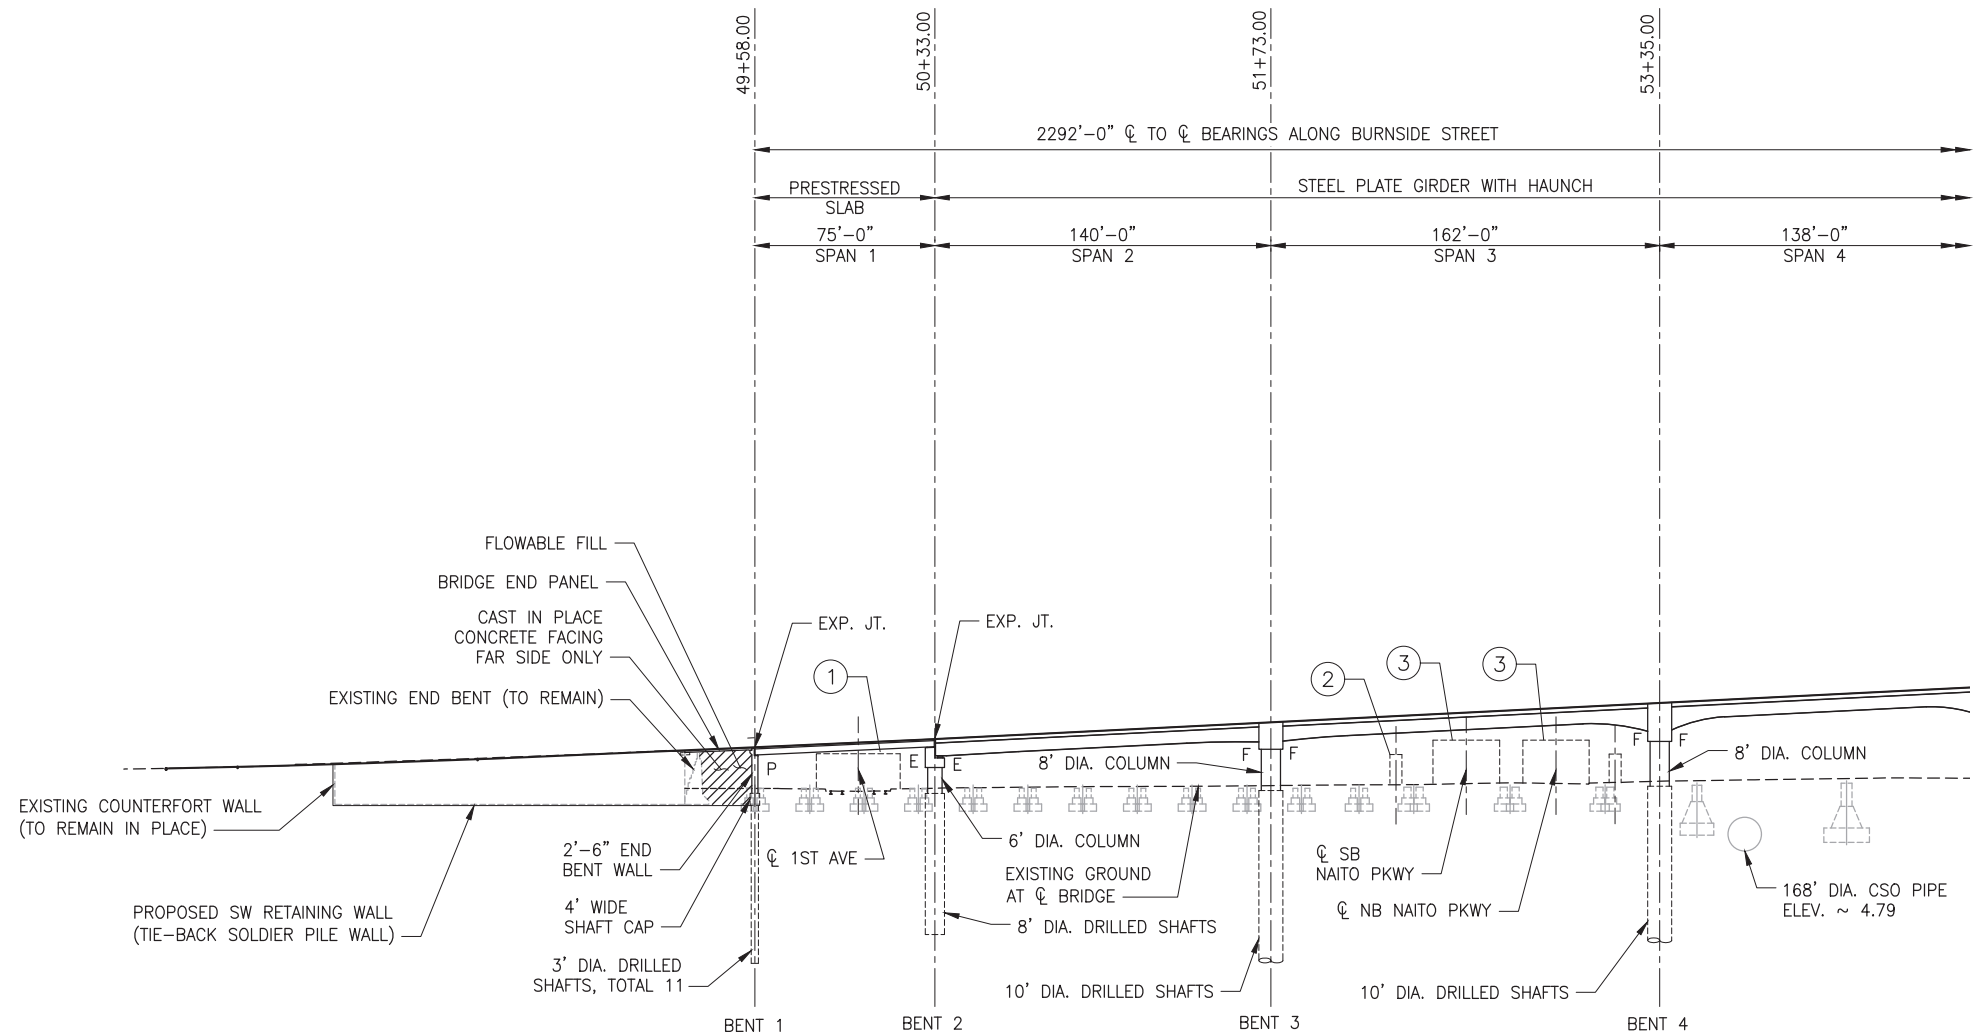 49+58.00
50+33.00
51+73.00
53+35.00
2292'-0" ℄ TO ℄ BEARINGS ALONG BURNSIDE STREET
PRESTRESSED
SLAB
STEEL PLATE GIRDER WITH HAUNCH
75'-0"
SPAN 1
140'-0"
SPAN 2
162'-0"
SPAN 3
138'-0"
SPAN 4
FLOWABLE FILL
BRIDGE END PANEL
CAST IN PLACE
CONCRETE FACING
FAR SIDE ONLY
EXISTING END BENT (TO REMAIN)
EXP. JT.
EXP. JT.
1
2
3
3
P
E
E
F
F
F
F
8' DIA. COLUMN
8' DIA. COLUMN
EXISTING COUNTERFORT WALL
(TO REMAIN IN PLACE)
PROPOSED SW RETAINING WALL
(TIE-BACK SOLDIER PILE WALL)
2'-6" END
BENT WALL
4' WIDE
SHAFT CAP
3' DIA. DRILLED
SHAFTS, TOTAL 11
℄ 1ST AVE
6' DIA. COLUMN
EXISTING GROUND
AT ℄ BRIDGE
8' DIA. DRILLED SHAFTS
10' DIA. DRILLED SHAFTS
℄ SB
NAITO PKWY
℄ NB NAITO PKWY
10' DIA. DRILLED SHAFTS
168' DIA. CSO PIPE
ELEV. ~ 4.79
BENT 1
BENT 2
BENT 3
BENT 4